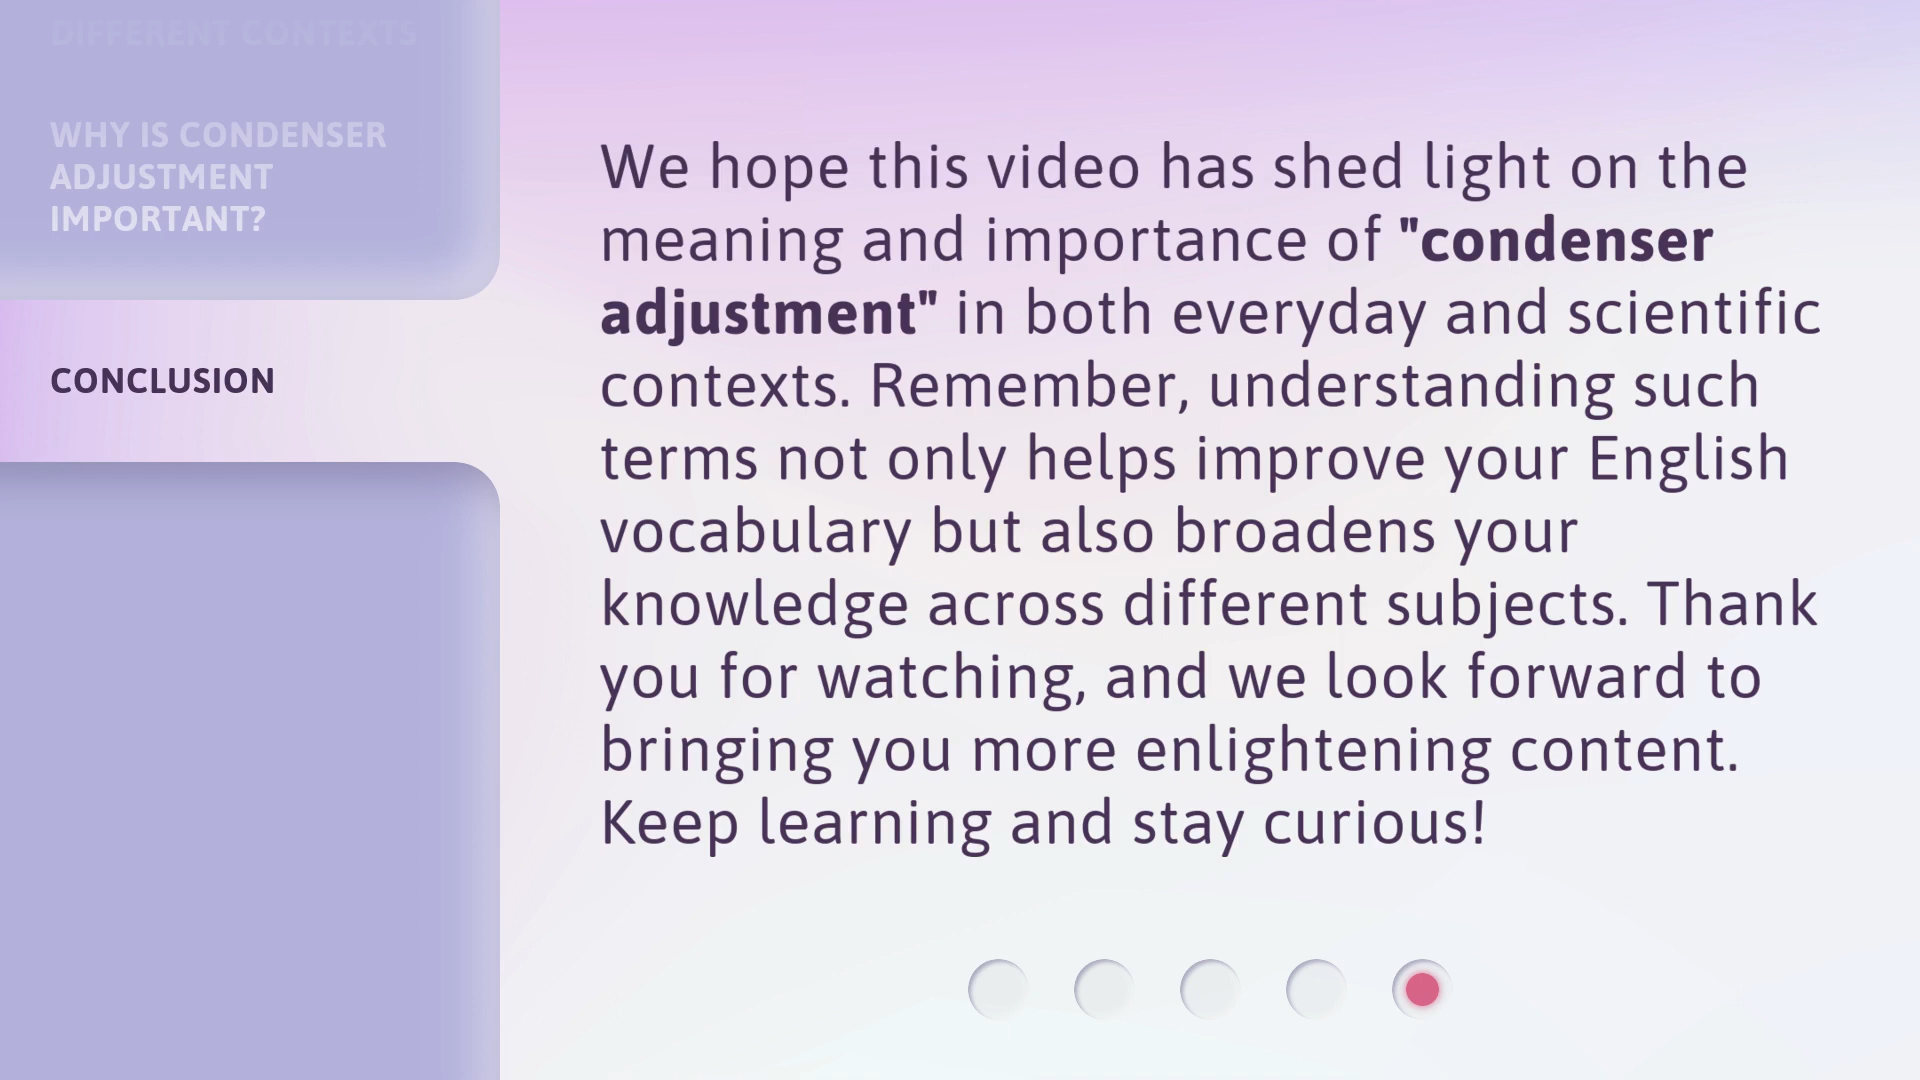 DIFFERENT CONTEXTS
WHY IS CONDENSER
ADJUSTMENT
IMPORTANT?
CONCLUSION
We hope this video has shed light on the
meaning and importance of "condenser
adjustment" in both everyday and scientific
contexts. Remember, understanding such
terms not only helps improve your English
vocabulary but also broadens your
knowledge across different subjects. Thank
you for watching, and we look forward to
bringing you more enlightening content.
Keep learning and stay curious!